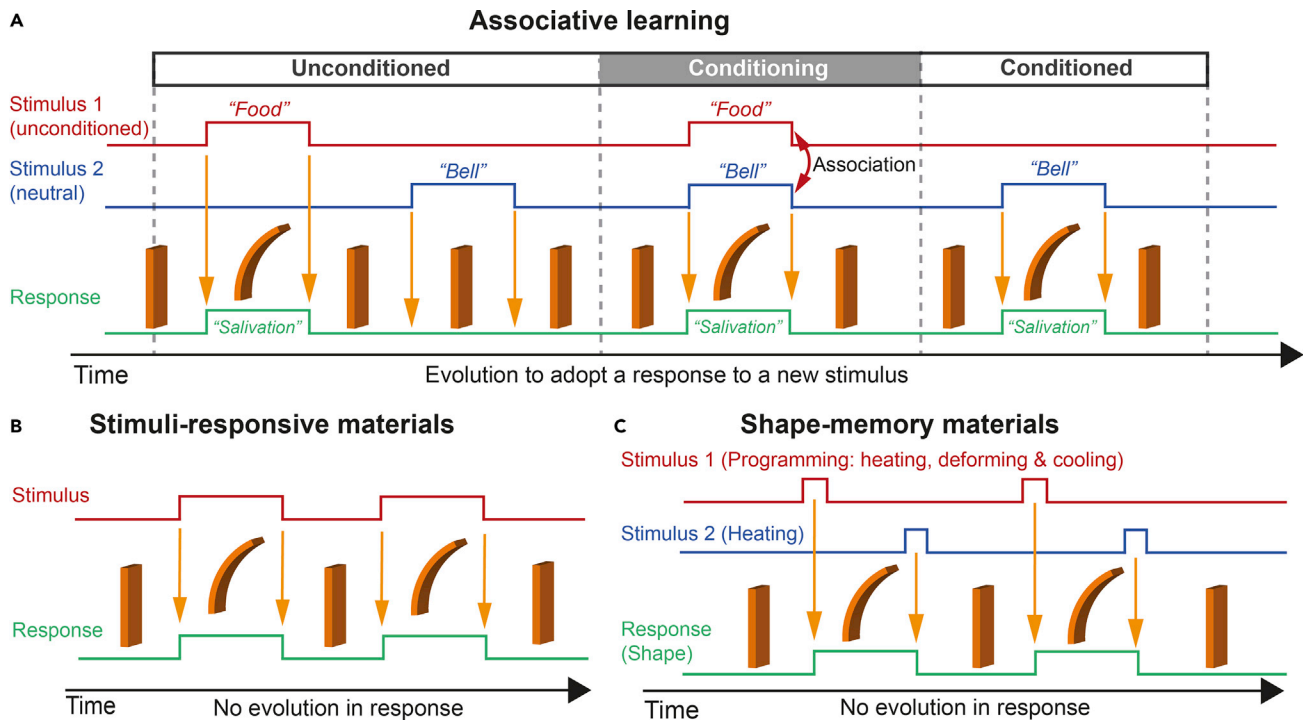 A
Associative learning
Unconditioned
Conditioning
Conditioned
Stimulus 1
(unconditioned)
“Food”
“Food”
Stimulus 2
(neutral)
“Bell”
“Bell”
Association
“Bell”
Response
“Salivation”
“Salivation”
“Salivation”
Time
Evolution to adopt a response to a new stimulus
B
Stimuli-responsive materials
Stimulus
Response
Time
No evolution in response
C
Shape-memory materials
Stimulus 1 (Programming: heating, deforming & cooling)
Stimulus 2 (Heating)
Response
(Shape)
Time
No evolution in response